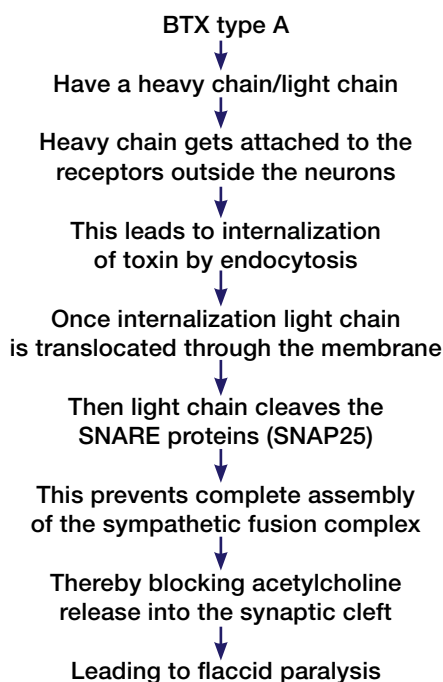 BTX type A
Have a heavy chain/light chain
Heavy chain gets attached to the
receptors outside the neurons
This leads to internalization
of toxin by endocytosis
Once internalization light chain
is translocated through the membrane
Then light chain cleaves the
SNARE proteins (SNAP25)
This prevents complete assembly
of the sympathetic fusion complex
Thereby blocking acetylcholine
release into the synaptic cleft
Leading to flaccid paralysis